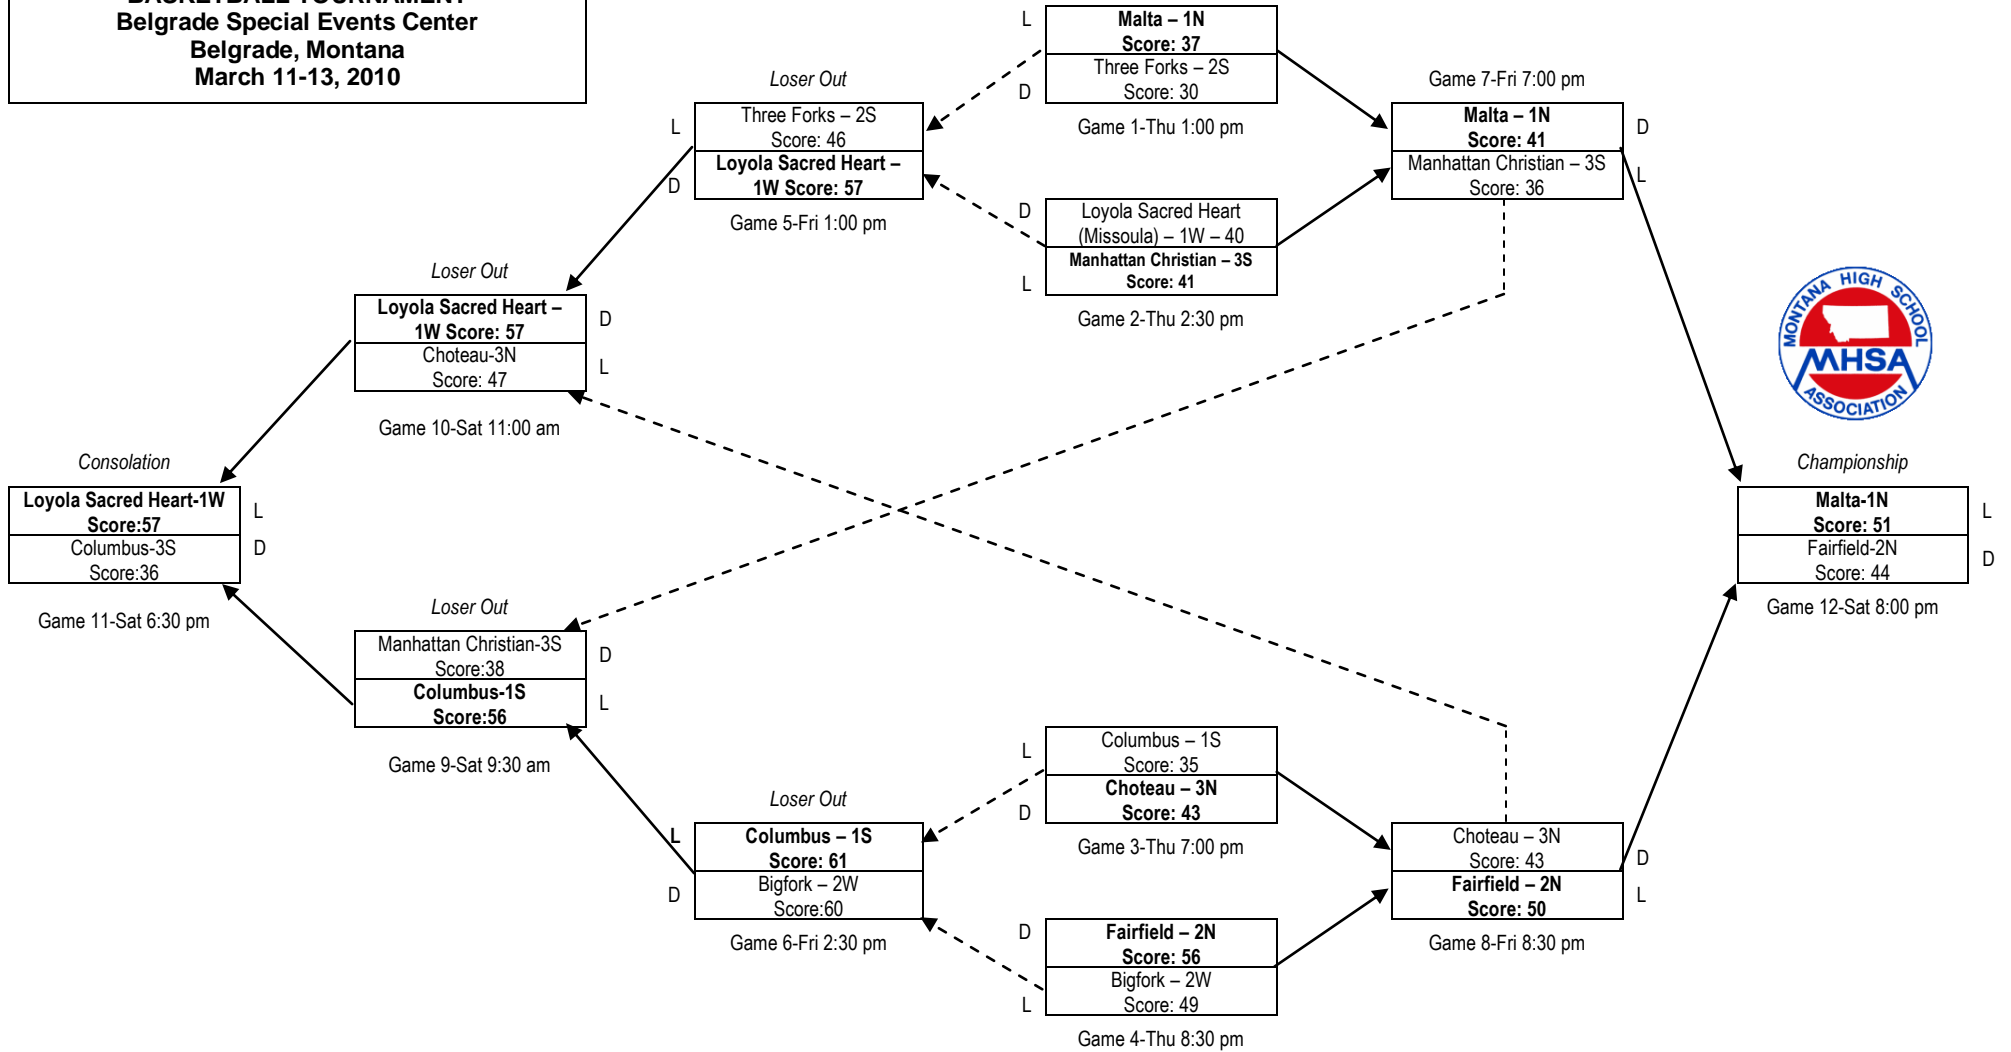 BASKETBALL TOURNAMENT
Belgrade Special Events Center
Belgrade, Montana
March 11-13, 2010
L
Malta – 1N
Score: 37
Three Forks – 2S
Score: 30
D
Game 1-Thu 1:00 pm
Loser Out
Three Forks – 2S
Score: 46
L
Loyola Sacred Heart –
1W Score: 57
D
Game 5-Fri 1:00 pm
Game 7-Fri 7:00 pm
Malta – 1N
Score: 41
D
Manhattan Christian – 3S
Score: 36
L
D
Loyola Sacred Heart
(Missoula) – 1W – 40
Manhattan Christian – 3S
Score: 41
L
Game 2-Thu 2:30 pm
Loser Out
Loyola Sacred Heart –
1W Score: 57
D
Choteau-3N
Score: 47
L
Game 10-Sat 11:00 am
MONTANA HIGH SCHOOL
MHSA
ASSOCIATION
Consolation
Loyola Sacred Heart-1W
Score:57
L
Columbus-3S
Score:36
D
Game 11-Sat 6:30 pm
Championship
Malta-1N
Score: 51
L
Fairfield-2N
Score: 44
D
Game 12-Sat 8:00 pm
Loser Out
Manhattan Christian-3S
Score:38
D
Columbus-1S
Score:56
L
Game 9-Sat 9:30 am
L
Columbus – 1S
Score: 35
Choteau – 3N
Score: 43
D
Game 3-Thu 7:00 pm
Loser Out
L
Columbus – 1S
Score: 61
Bigfork – 2W
Score:60
D
Game 6-Fri 2:30 pm
Choteau – 3N
Score: 43
D
Fairfield – 2N
Score: 50
L
Game 8-Fri 8:30 pm
D
Fairfield – 2N
Score: 56
Bigfork – 2W
Score: 49
L
Game 4-Thu 8:30 pm